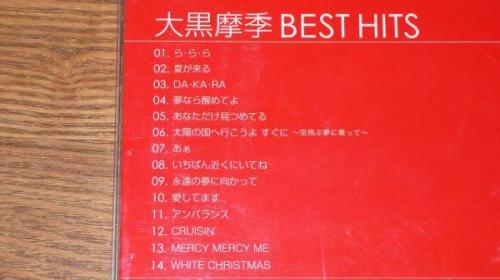 大黒摩季 BEST HITS
01. ら・ら・ら
02. 夏が来る
03. DA・KA・RA
04. 夢なら醒めてよ
05. あなただけ見つめてる
06. 太陽の国へ行こうよ すぐに ～空飛ぶ夢に乗って～
07. あぁ
08. いちばん近くにいてね
09. 永遠の夢に向かって
10. 愛してます
11. アンバランス
12. CRUISIN'
13. MERCY MERCY ME
14. WHITE CHRISTMAS